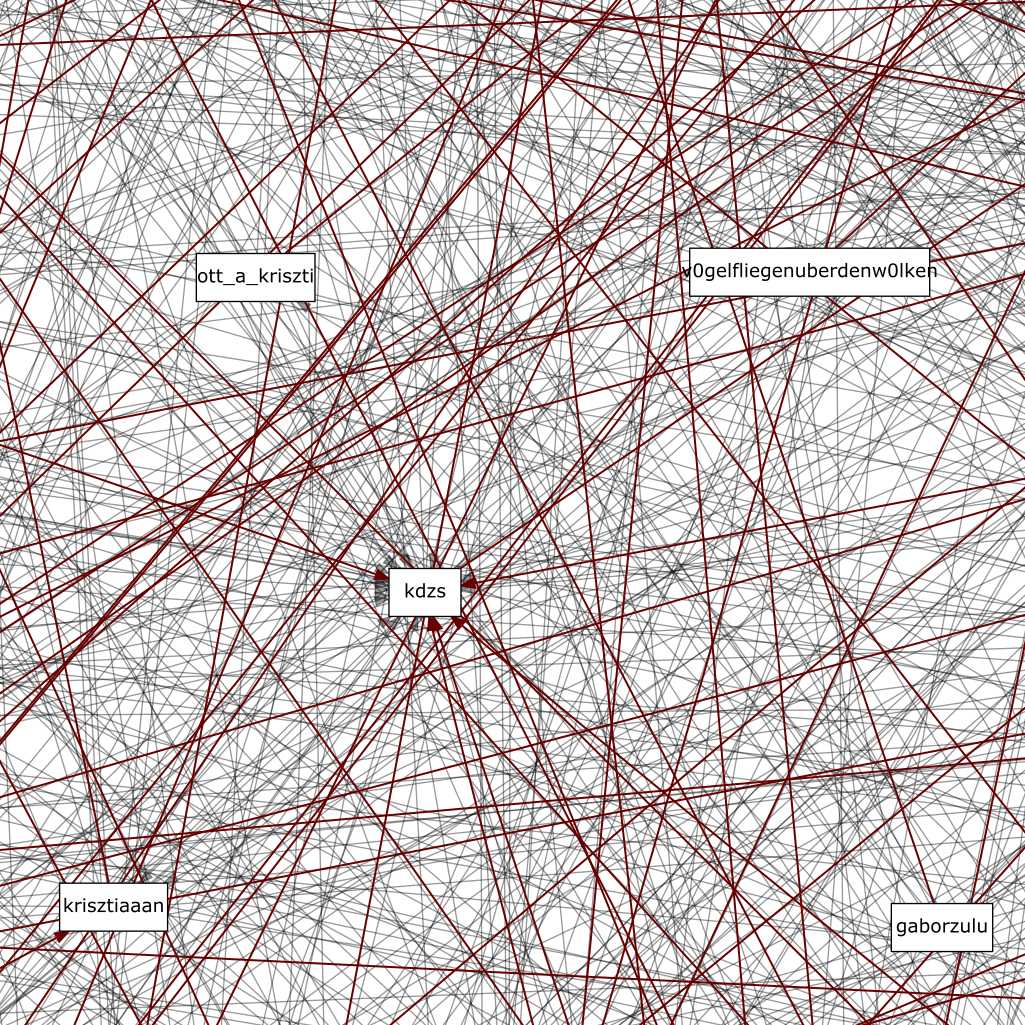 ott_a_kriszti
v0gelfliegenuberdenw0lken
kdzs
krisztiaaan
gaborzulu